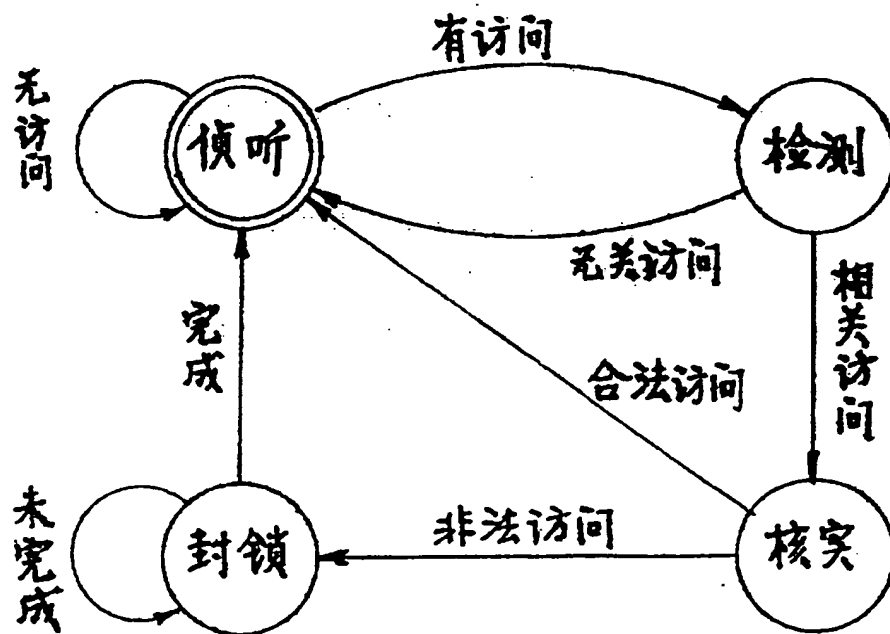 有访问
无访问
侦听
检测
无关访问
相关访问
完成
合法访问
未完成
封锁
非法访问
核实